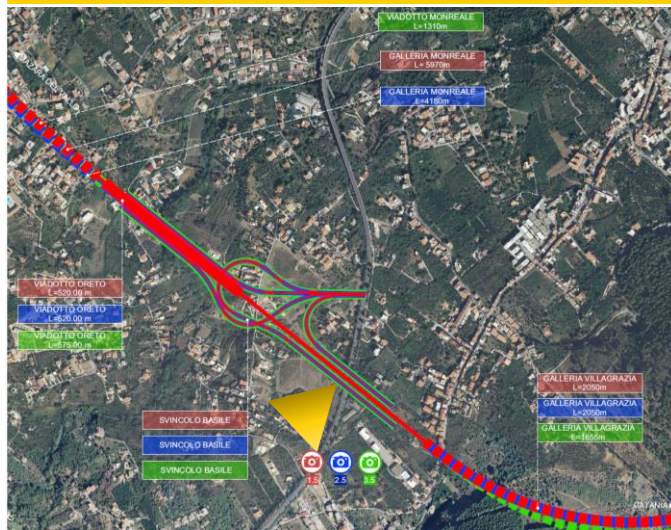 VIADOTTO MONREALE
L=1310m
GALLERIA MONREALE
L= 5970m
GALLERIA MONREALE
L=4180m
VIADOTTO ORETO
L=520.00 m
VIADOTTO ORETO
L=520.00 m
VIADOTTO ORETO
L=575.00 m
GALLERIA VILLAGRAZIA
L=2050m
GALLERIA VILLAGRAZIA
L=2050m
GALLERIA VILLAGRAZIA
L=1655m
SVINCOLO BASILE
SVINCOLO BASILE
SVINCOLO BASILE
1.5 2.5 3.5
CATANIA